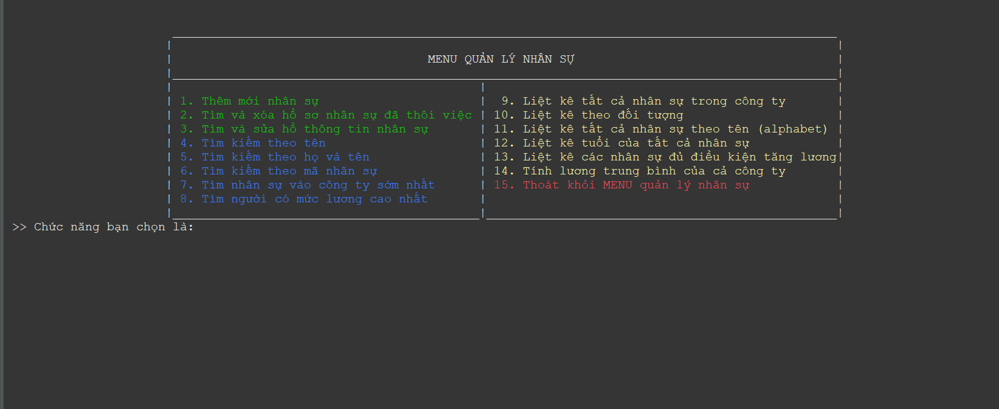 MENU QUẢN LÝ NHÂN SỰ
1. Thêm mới nhân sự
2. Tìm và xóa hồ sơ nhân sự đã thôi việc
3. Tìm và sửa hồ thông tin nhân sự
4. Tìm kiếm theo tên
5. Tìm kiếm theo họ và tên
6. Tìm kiếm theo mã nhân sự
7. Tìm nhân sự vào công ty sớm nhất
8. Tìm người có mức lương cao nhất
9. Liệt kê tất cả nhân sự trong công ty
10. Liệt kê theo đối tượng
11. Liệt kê tất cả nhân sự theo tên (alphabet)
12. Liệt kê tuổi của tất cả nhân sự
13. Liệt kê các nhân sự đủ điều kiện tăng lương
14. Tính lương trung bình của cả công ty
15. Thoát khỏi MENU quản lý nhân sự
>> Chức năng bạn chọn là: